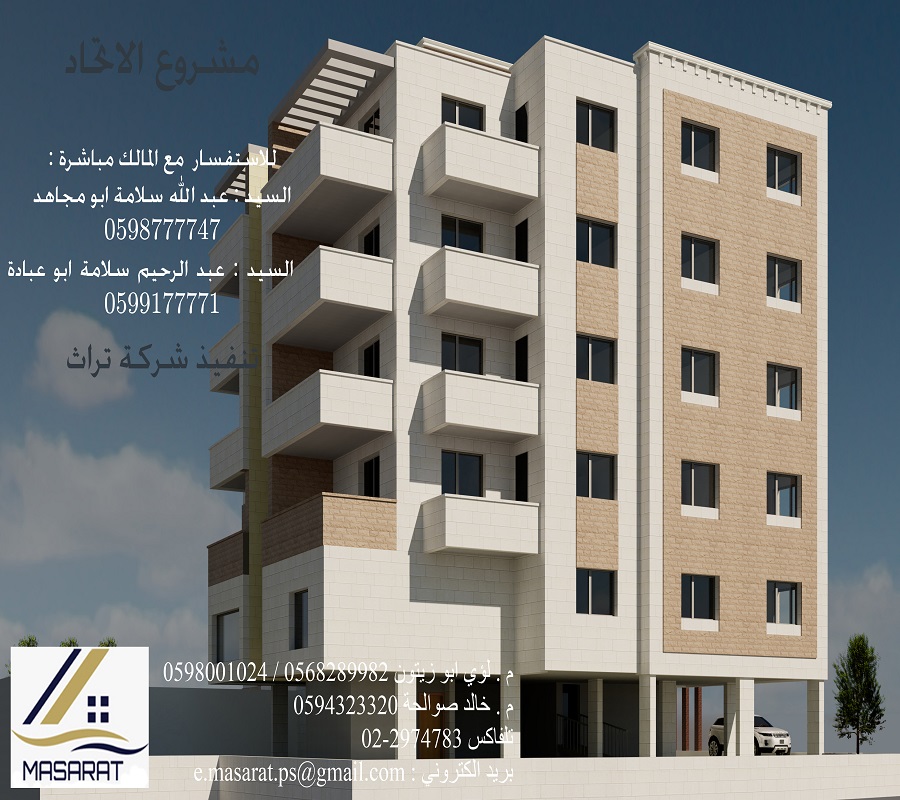 مشروع الاتحاد
للاستفسار مع المالك مباشرة :
السيد : عبد الله سلامة ابو مجاهد
0598777747
السيد : عبد الرحيم سلامة ابو عبادة
0599177771
تنفيذ شركة تراث
م . لؤي ابو زيتون 0568289982 / 0598001024
م . خالد صوالحة 0594323320
تلفاكس 02-2974783
بريد الكتروني : e.masarat.ps@gmail.com
MASARAT